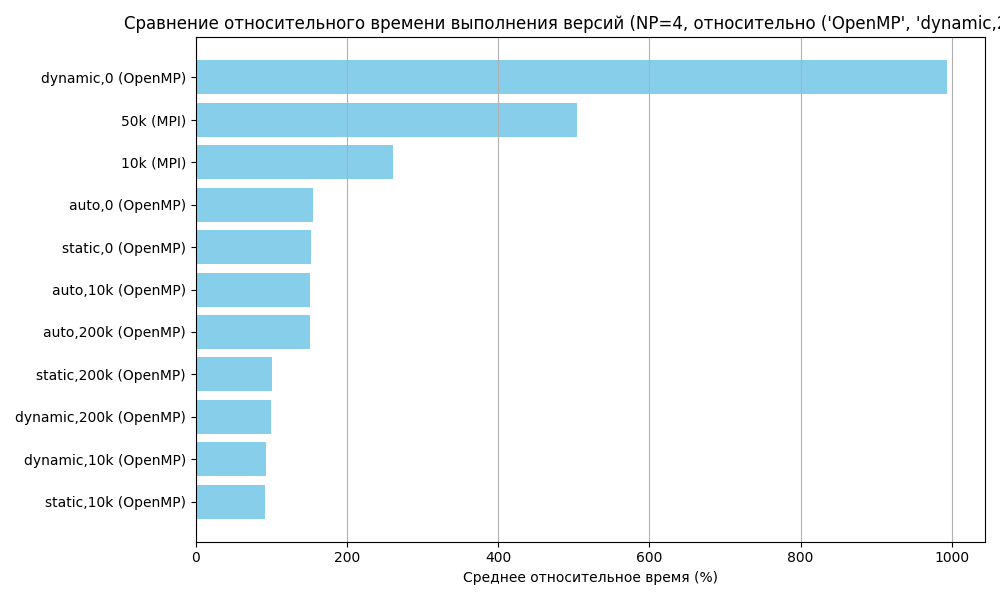 Сравнение относительного времени выполнения версий (NP=4, относительно ('OpenMP', 'dynamic,2
dynamic,0 (OpenMP)
50k (MPI)
10k (MPI)
auto,0 (OpenMP)
static,0 (OpenMP)
auto,10k (OpenMP)
auto,200k (OpenMP)
static,200k (OpenMP)
dynamic,200k (OpenMP)
dynamic,10k (OpenMP)
static,10k (OpenMP)
0 200 400 600 800 1000
Среднее относительное время (%)